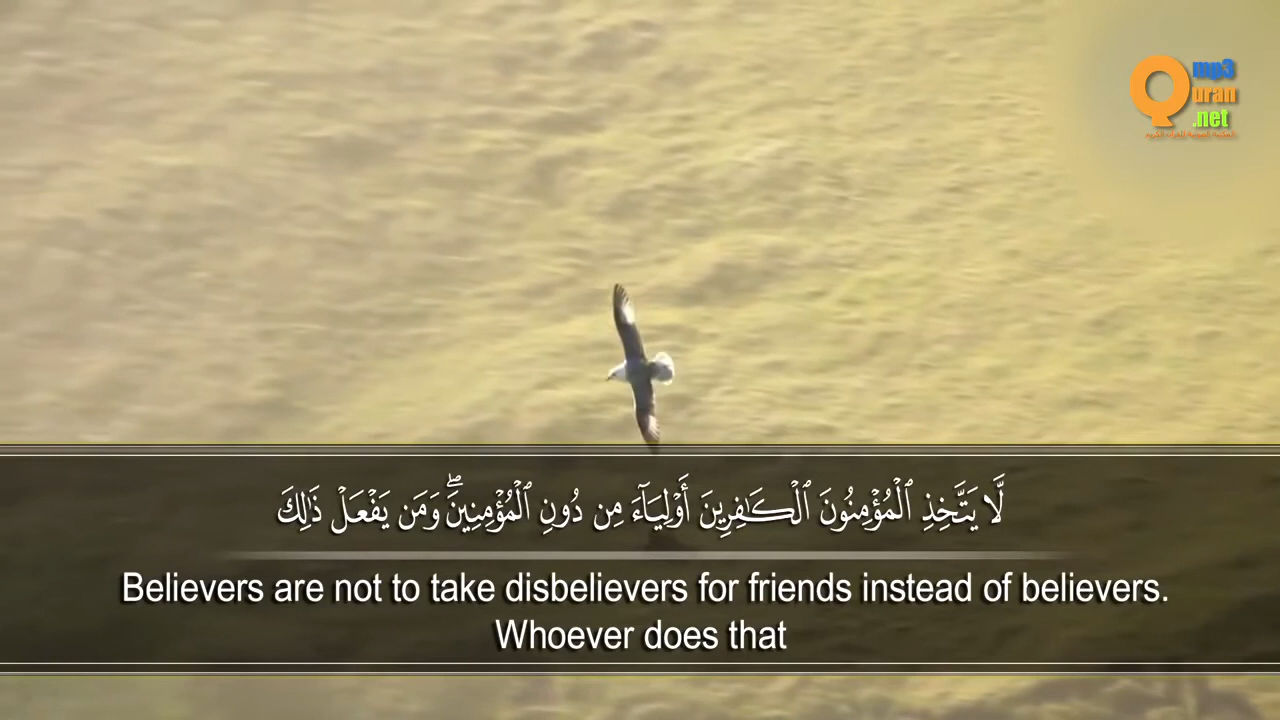 mp3
Quran
.net
لَّا يَتَّخِذِ ٱلْمُؤْمِنُونَ ٱلْكَـٰفِرِينَ أَوْلِيَآءَ مِن دُونِ ٱلْمُؤْمِنِينَ ۖ وَمَن يَفْعَلْ ذَٰلِكَ
Believers are not to take disbelievers for friends instead of believers.
Whoever does that